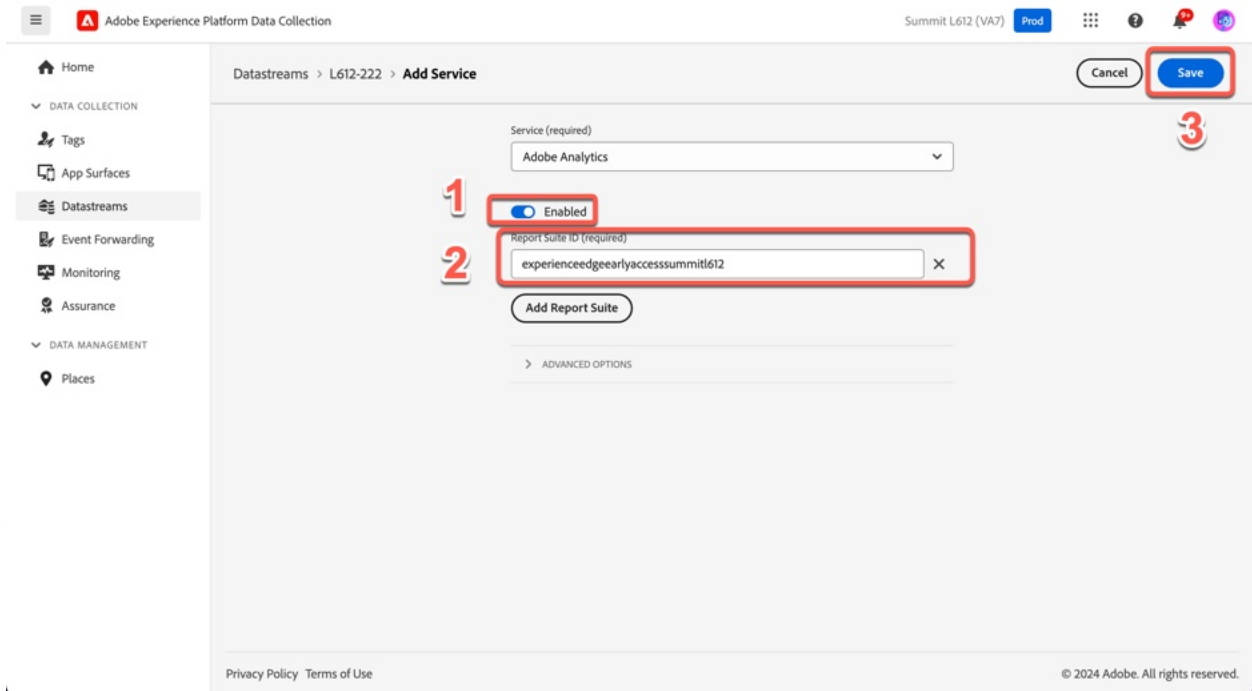 Adobe Experience Platform Data Collection
Summit L612 (VA7) Prod 9+
Home
DATA COLLECTION
Tags
App Surfaces
Datastreams
Event Forwarding
Monitoring
Assurance
DATA MANAGEMENT
Places
Datastreams > L612-222 > Add Service
Cancel Save
3
Service (required)
Adobe Analytics
1 Enabled
Report Suite ID (required)
2 experienceedgeearlyaccesssummitl612
Add Report Suite
ADVANCED OPTIONS
Privacy Policy Terms of Use
© 2024 Adobe. All rights reserved.